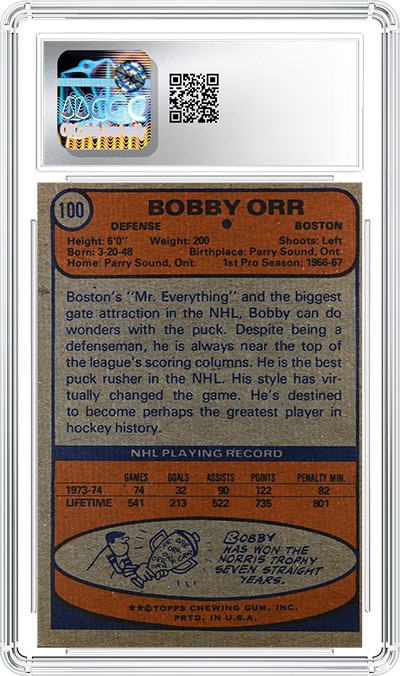 CGC
100
BOBBY ORR
DEFENSE BOSTON
Height: 6'0" Weight: 200 Shoots: Left
Born: 3-20-48 Birthplace: Parry Sound, Ont.
Home: Parry Sound, Ont. 1st Pro Season: 1966-67
Boston's "Mr. Everything" and the biggest
gate attraction in the NHL, Bobby can do
wonders with the puck. Despite being a
defenseman, he is always near the top of
the league's scoring columns. He is the best
puck rusher in the NHL. His style has vir-
tually changed the game. He's destined
to become perhaps the greatest player in
hockey history.
NHL PLAYING RECORD
GAMES GOALS ASSISTS POINTS PENALTY MIN.
1973-74 74 32 90 122 82
LIFETIME 541 213 522 735 801
BOBBY
HAS WON THE
NORRIS TROPHY
SEVEN STRAIGHT
YEARS.
**©TOPPS CHEWING GUM, INC.
PRTD. IN U.S.A.